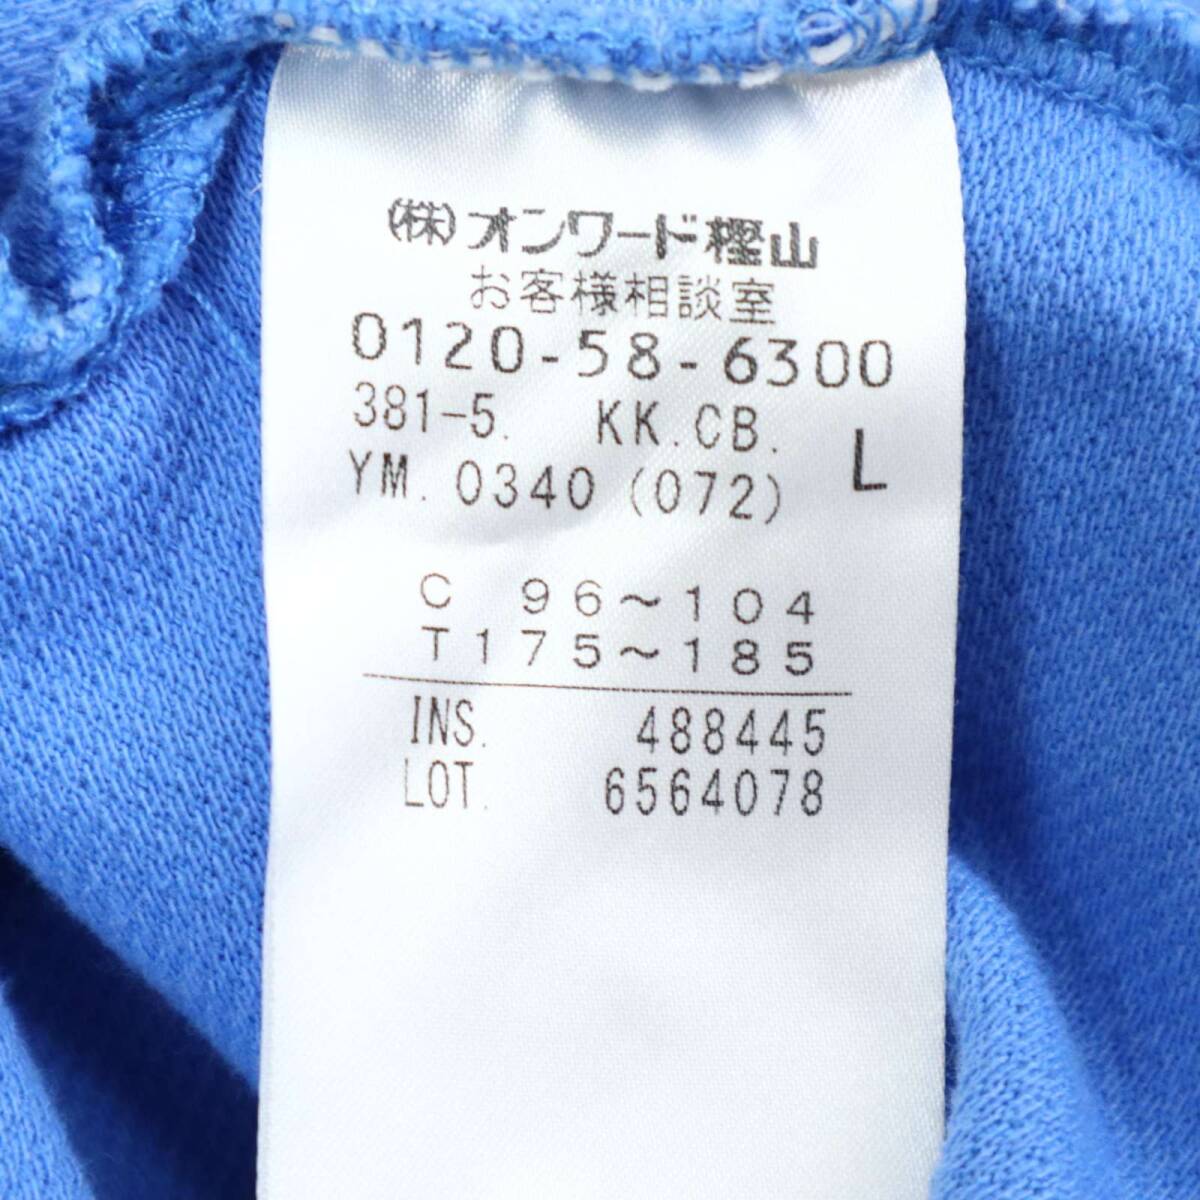 (株)オンワード樫山
お客様相談室
0120-58-6300
381-5. KK.CB.
L
YM. 0340 (072)
C 96〜104
T175〜185
INS. 488445
LOT. 6564078